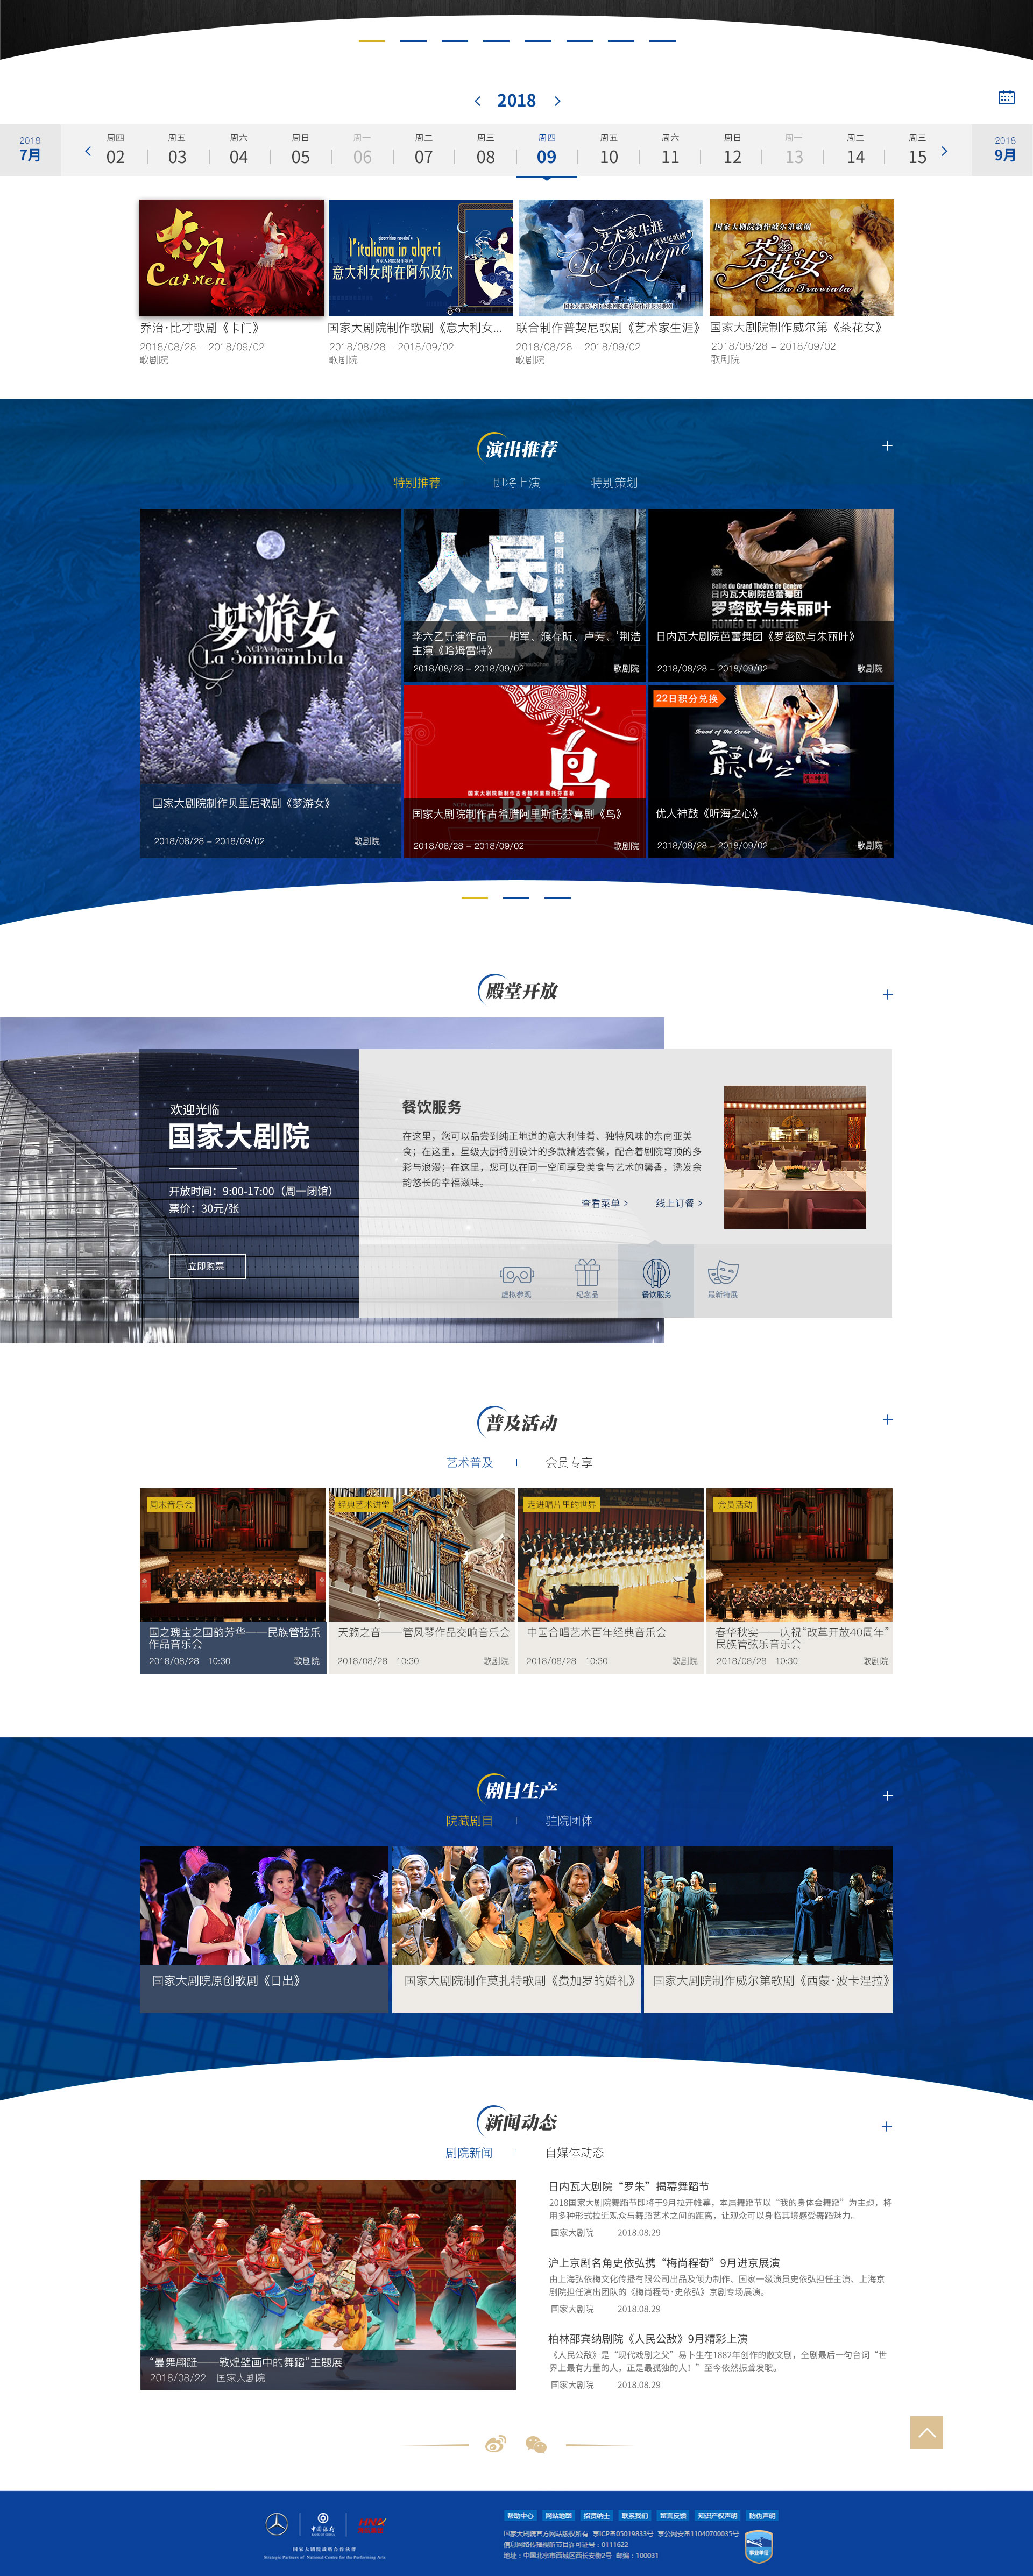 2018
2018
7月
周四 周五 周六 周日 周一 周二 周三 周四 周五 周六 周日 周一 周二 周三
02 03 04 05 06 07 08 09 10 11 12 13 14 15
2018
9月
卡门
CarMen
gioacchino rossini's
l'italiana in algeri
国家大剧院制作歌剧
意大利女郎在阿尔及尔
艺术家生涯
普契尼歌剧
La Bohème
国家大剧院制作威尔第歌剧
茶花女
La Traviata
乔治·比才歌剧《卡门》
2018/08/28 - 2018/09/02
歌剧院
国家大剧院制作歌剧《意大利女...
2018/08/28 - 2018/09/02
歌剧院
联合制作普契尼歌剧《艺术家生涯》
2018/08/28 - 2018/09/02
歌剧院
国家大剧院制作威尔第《茶花女》
2018/08/28 - 2018/09/02
歌剧院
演出推荐
特别推荐 即将上演 特别策划
梦游女
NCPA Opera
La Sonnambula
国家大剧院制作贝里尼歌剧《梦游女》
2018/08/28 - 2018/09/02 歌剧院
人民公敌
李六乙导演作品——胡军、濮存昕、卢芳、'荆浩
主演《哈姆雷特》
2018/08/28 - 2018/09/02 歌剧院
Ballet du Grand Théâtre de Genève
日内瓦大剧院芭蕾舞团
罗密欧与朱丽叶
ROMÉO ET JULIETTE
日内瓦大剧院芭蕾舞团《罗密欧与朱丽叶》
2018/08/28 - 2018/09/02 歌剧院
鸟
国家大剧院新制作古希腊阿里斯托芬喜剧
The Birds
国家大剧院制作古希腊阿里斯托芬喜剧《鸟》
2018/08/28 - 2018/09/02 歌剧院
22日积分兑换
Sound of the Ocean
聽海之心
优人神鼓《听海之心》
2018/08/28 - 2018/09/02 歌剧院
殿堂开放
欢迎光临
国家大剧院
开放时间：9:00-17:00（周一闭馆）
票价：30元/张
立即购票
餐饮服务
在这里，您可以品尝到纯正地道的意大利佳肴、独特风味的东南亚美
食；在这里，星级大厨特别设计的多款精选套餐，配合着剧院穹顶的多
彩与浪漫；在这里，您可以在同一空间享受美食与艺术的馨香，诱发余
韵悠长的幸福滋味。
查看菜单 > 线上订餐 >
虚拟参观 纪念品 餐饮服务 最新特展
普及活动
艺术普及 会员专享
周末音乐会
国之瑰宝之国韵芳华——民族管弦乐
作品音乐会
2018/08/28 10:30 歌剧院
经典艺术讲堂
天籁之音——管风琴作品交响音乐会
2018/08/28 10:30 歌剧院
走进唱片里的世界
中国合唱艺术百年经典音乐会
2018/08/28 10:30 歌剧院
会员活动
春华秋实——庆祝“改革开放40周年”
民族管弦乐音乐会
2018/08/28 10:30 歌剧院
剧目生产
院藏剧目 驻院团体
国家大剧院原创歌剧《日出》
国家大剧院制作莫扎特歌剧《费加罗的婚礼》
国家大剧院制作威尔第歌剧《西蒙·波卡涅拉》
新闻动态
剧院新闻 自媒体动态
“曼舞翩跹——敦煌壁画中的舞蹈”主题展
2018/08/22 国家大剧院
日内瓦大剧院“罗朱”揭幕舞蹈节
2018国家大剧院舞蹈节即将于9月拉开帷幕，本届舞蹈节以“我的身体会舞蹈”为主题，将
用多种形式拉近观众与舞蹈艺术之间的距离，让观众可以身临其境感受舞蹈魅力。
国家大剧院 2018.08.29
沪上京剧名角史依弘携“梅尚程荀”9月进京展演
由上海弘依梅文化传播有限公司出品及倾力制作、国家一级演员史依弘担任主演、上海京
剧院担任演出团队的《梅尚程荀·史依弘》京剧专场展演。
国家大剧院 2018.08.29
柏林邵宾纳剧院《人民公敌》9月精彩上演
《人民公敌》是“现代戏剧之父”易卜生在1882年创作的散文剧，全剧最后一句台词“世
界上最有力量的人，正是最孤独的人！”至今依然振聋发聩。
国家大剧院 2018.08.29
中国银行
BANK OF CHINA
国家大剧院战略合作伙伴
Strategic Partners of National Centre for the Performing Arts
帮助中心 网站地图 招贤纳士 联系我们 留言反馈 知识产权声明 防伪声明
国家大剧院官方网站版权所有 京ICP备05019833号 京公网安备11040700035号
信息网络传播视听节目许可证号：0111622
地址：中国北京市西城区西长安街2号 邮编：100031
事业单位